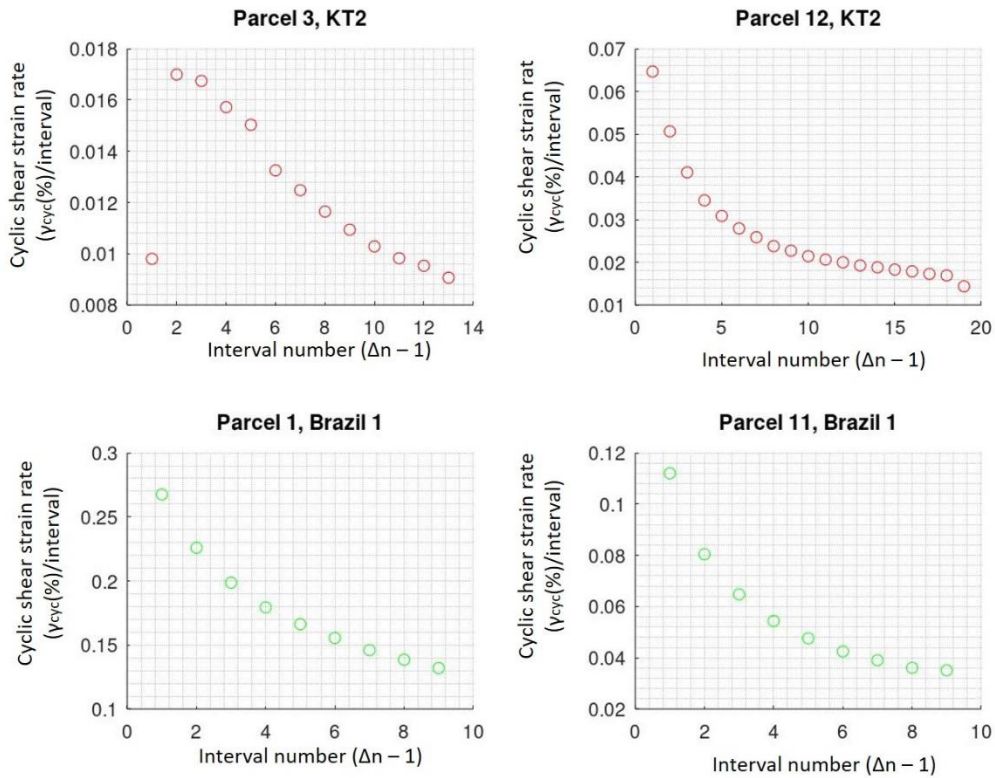 Parcel 3, KT2
Cyclic shear strain rate
(γcyc(%)/interval)
0.018
0.016
0.014
0.012
0.01
0.008
0 2 4 6 8 10 12 14
Interval number (Δn – 1)
Parcel 12, KT2
Cyclic shear strain rat
(γcyc(%)/interval)
0.07
0.06
0.05
0.04
0.03
0.02
0.01
0 5 10 15 20
Interval number (Δn – 1)
Parcel 1, Brazil 1
Cyclic shear strain rate
(γcyc(%)/interval)
0.3
0.25
0.2
0.15
0.1
0 2 4 6 8 10
Interval number (Δn – 1)
Parcel 11, Brazil 1
Cyclic shear strain rate
(γcyc(%)/interval)
0.12
0.1
0.08
0.06
0.04
0.02
0 2 4 6 8 10
Interval number (Δn – 1)